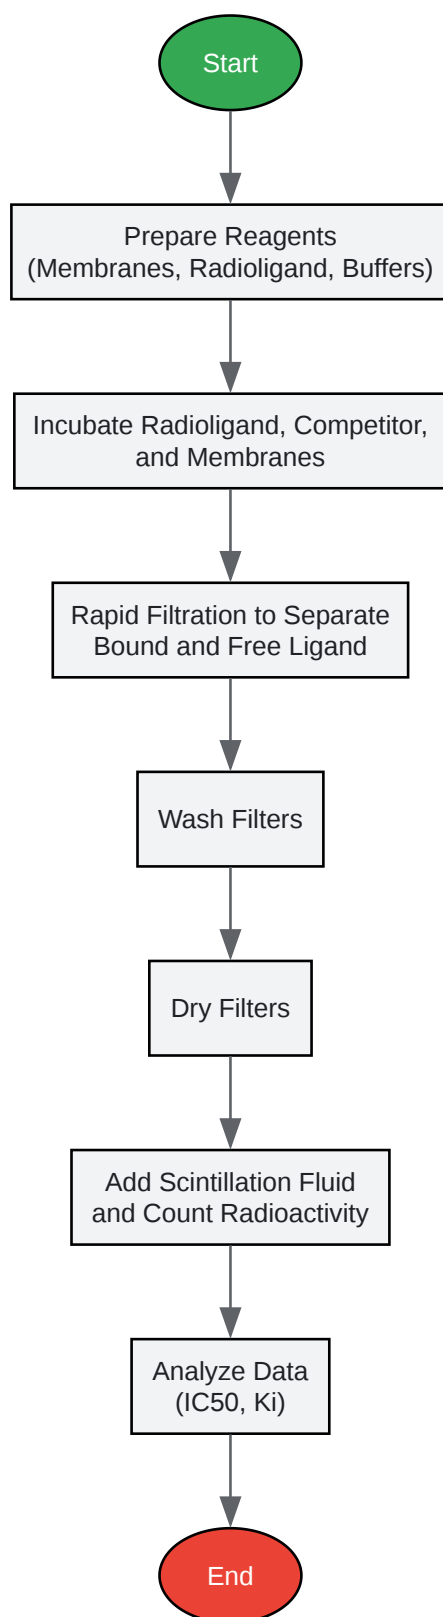 Start
Prepare Reagents
(Membranes, Radioligand, Buffers)
Incubate Radioligand, Competitor,
and Membranes
Rapid Filtration to Separate
Bound and Free Ligand
Wash Filters
Dry Filters
Add Scintillation Fluid
and Count Radioactivity
Analyze Data
(IC50, Ki)
End